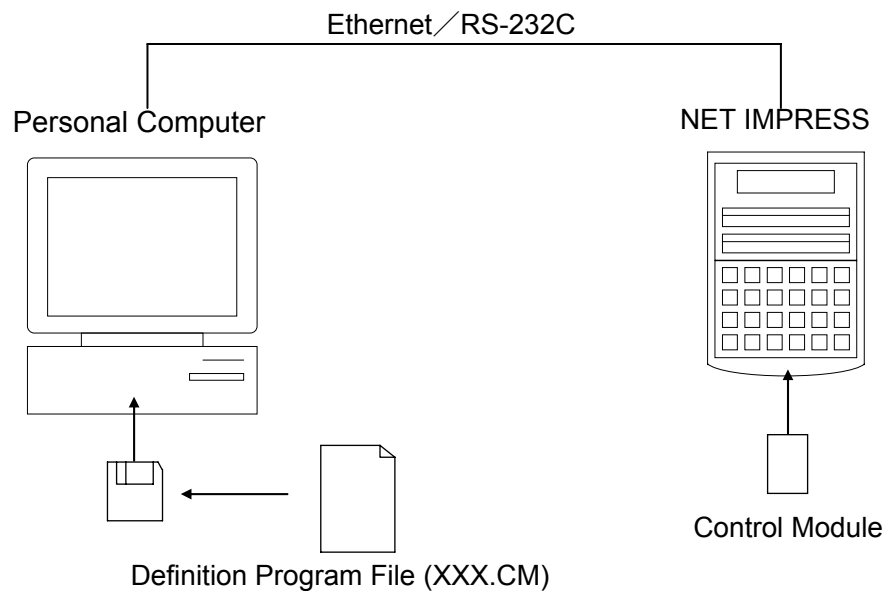 Ethernet／RS-232C
Personal Computer
NET IMPRESS
Control Module
Definition Program File (XXX.CM)